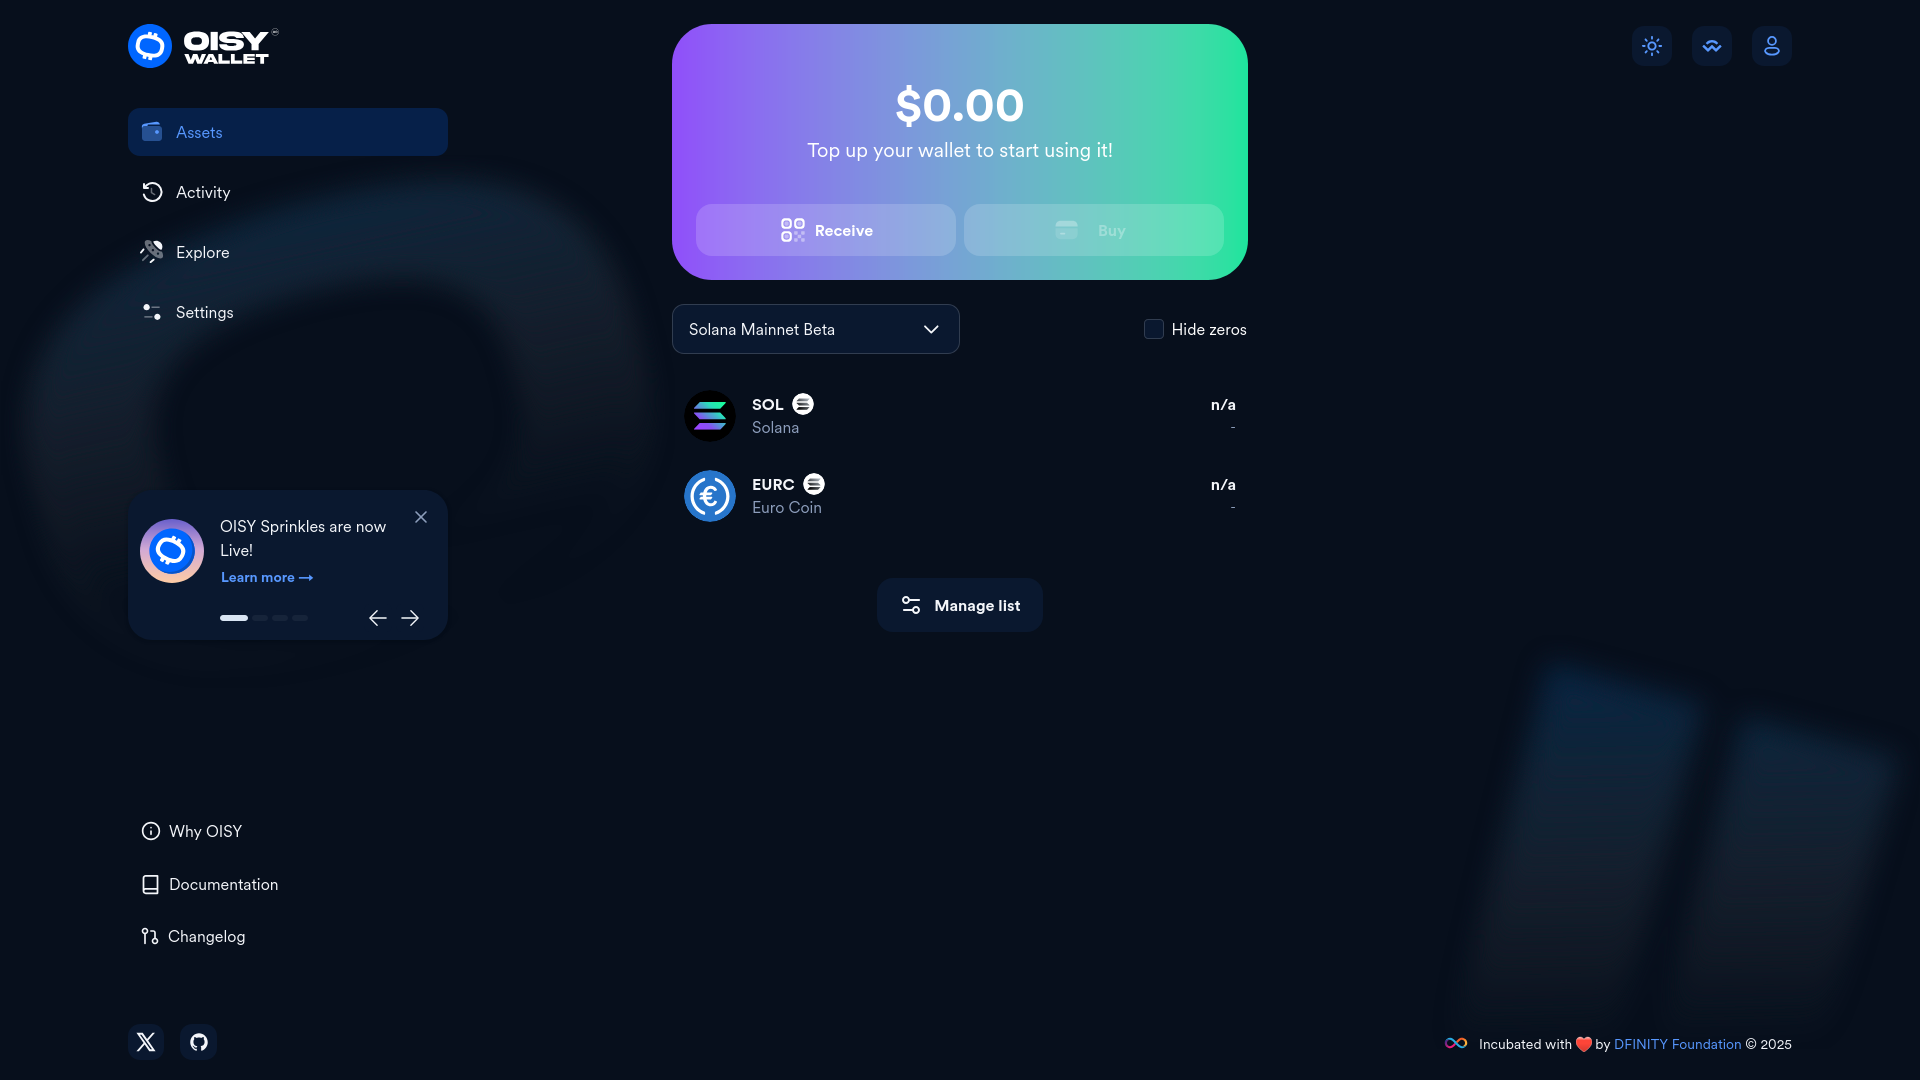 OISY
WALLET
Assets
Activity
Explore
Settings
OISY Sprinkles are now
Live!
Learn more →
Why OISY
Documentation
Changelog
$0.00
Top up your wallet to start using it!
Receive
Buy
Solana Mainnet Beta
Hide zeros
SOL
n/a
Solana
-
EURC
n/a
Euro Coin
-
Manage list
Incubated with ❤️ by DFINITY Foundation © 2025